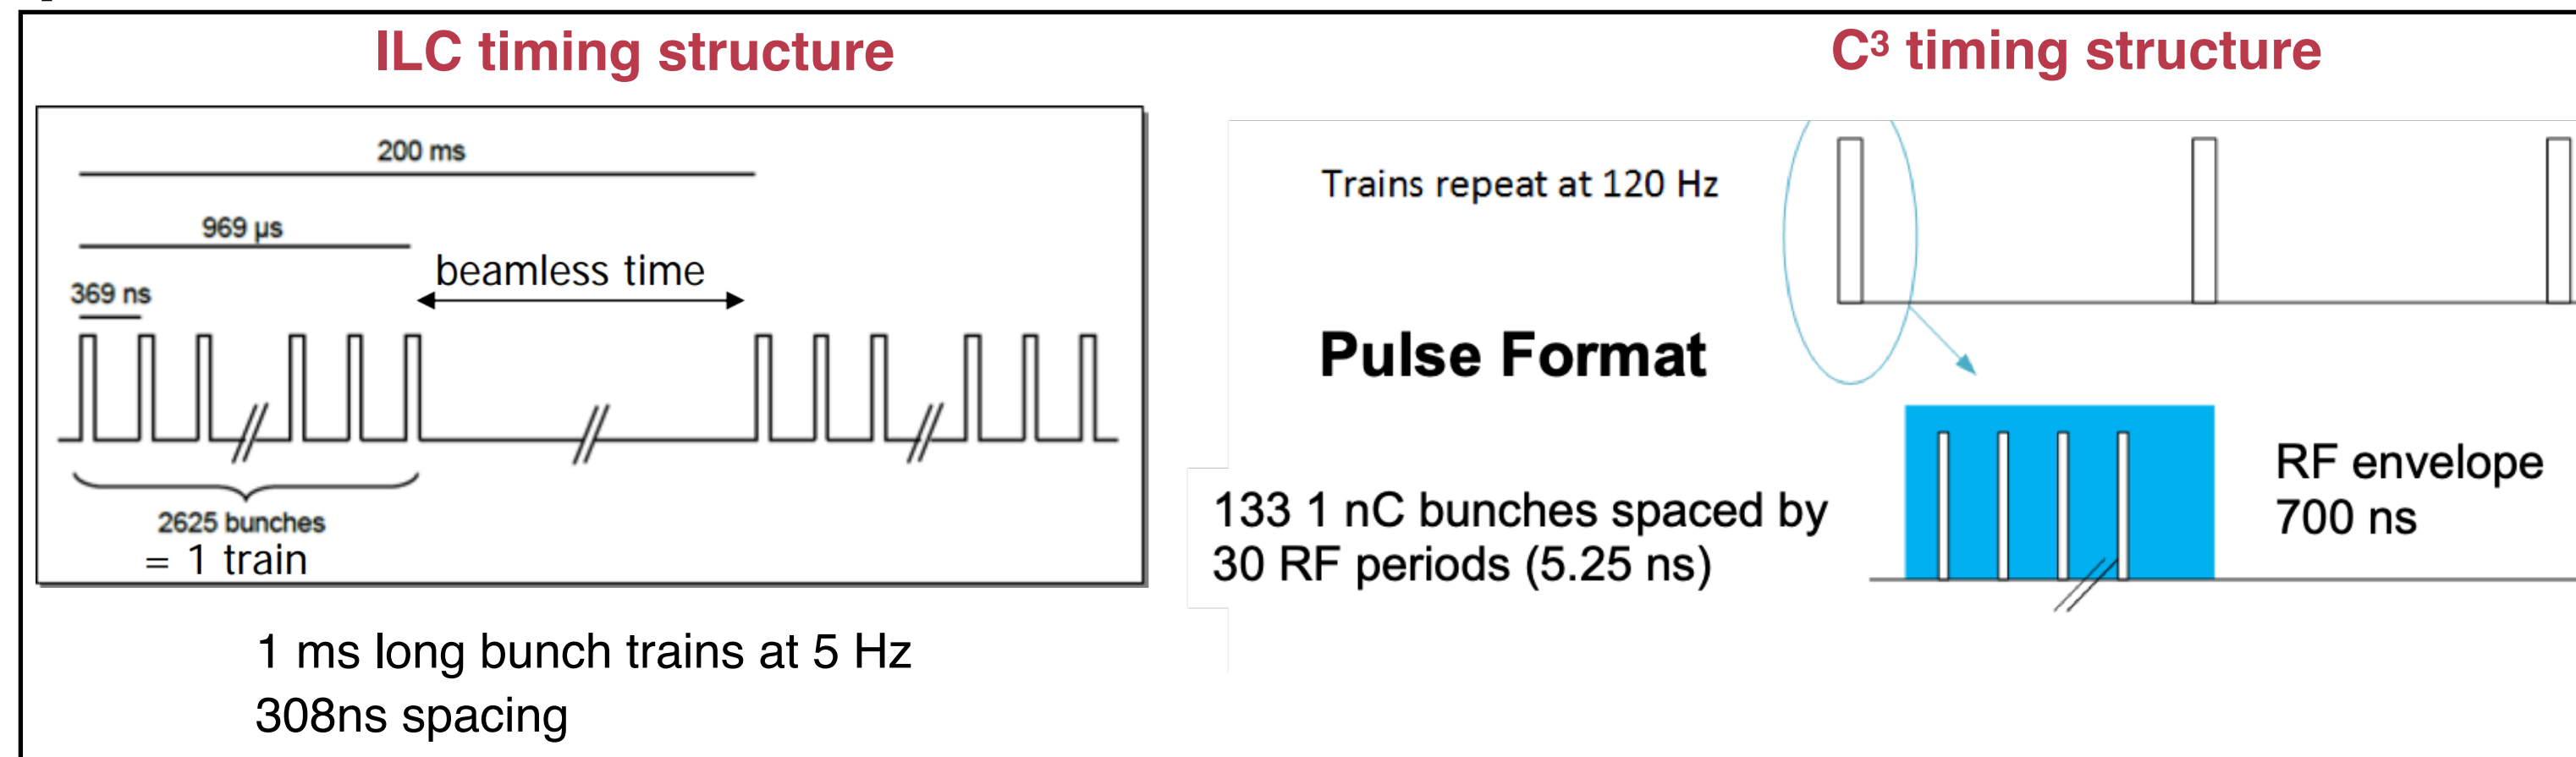 ILC timing structure
200 ms
969 µs
beamless time
369 ns
2625 bunches
= 1 train
1 ms long bunch trains at 5 Hz
308ns spacing
C³ timing structure
Trains repeat at 120 Hz
Pulse Format
133 1 nC bunches spaced by
30 RF periods (5.25 ns)
RF envelope
700 ns